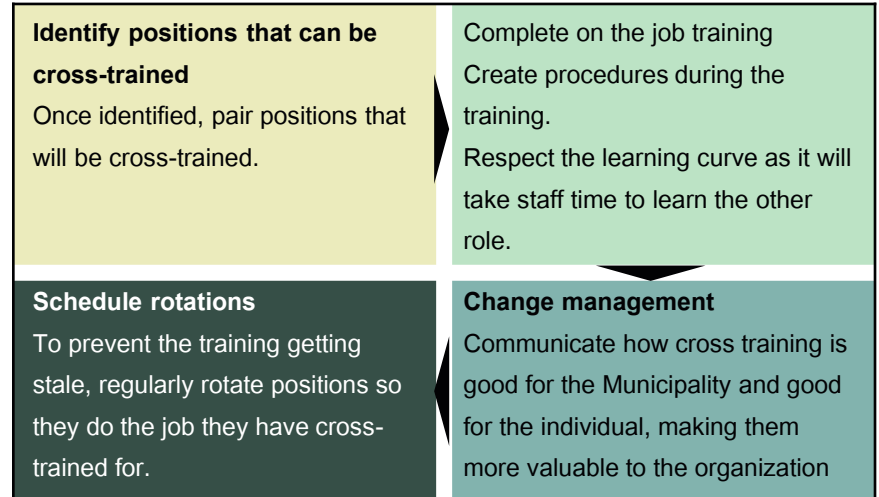 Identify positions that can be
cross-trained
Once identified, pair positions that
will be cross-trained.
Complete on the job training
Create procedures during the
training.
Respect the learning curve as it will
take staff time to learn the other
role.
Change management
Communicate how cross training is
good for the Municipality and good
for the individual, making them
more valuable to the organization
Schedule rotations
To prevent the training getting
stale, regularly rotate positions so
they do the job they have cross-
trained for.